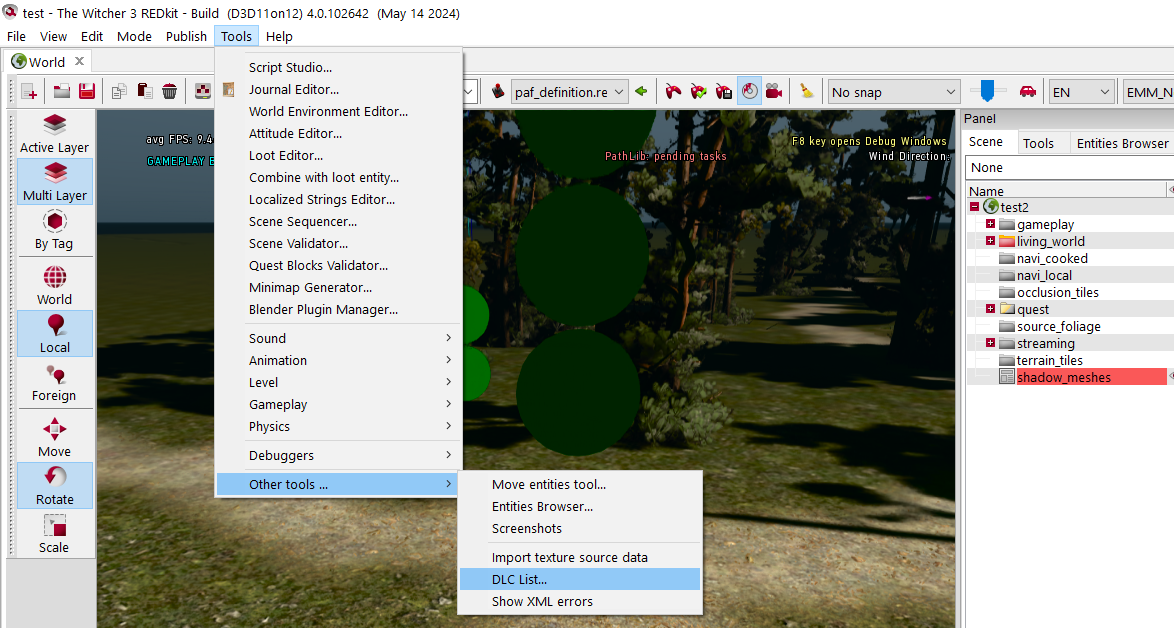 test - The Witcher 3 REDkit - Build  (D3D11on12) 4.0.102642  (May 14 2024)
File View Edit Mode Publish Tools Help
World
paf_definition.re
No snap
EN
EMM_N
Script Studio...
Journal Editor...
World Environment Editor...
Attitude Editor...
Loot Editor...
Combine with loot entity...
Localized Strings Editor...
Scene Sequencer...
Scene Validator...
Quest Blocks Validator...
Minimap Generator...
Blender Plugin Manager...
Sound
Animation
Level
Gameplay
Physics
Debuggers
Other tools ...
Move entities tool...
Entities Browser...
Screenshots
Import texture source data
DLC List...
Show XML errors
Active Layer
Multi Layer
By Tag
World
Local
Foreign
Move
Rotate
Scale
avg FPS: 9.4
GAMEPLAY
PathLib: pending tasks
F8 key opens Debug Windows
Wind Direction:
Panel
Scene Tools Entities Browser
None
Name
test2
gameplay
living_world
navi_cooked
navi_local
occlusion_tiles
quest
source_foliage
streaming
terrain_tiles
shadow_meshes